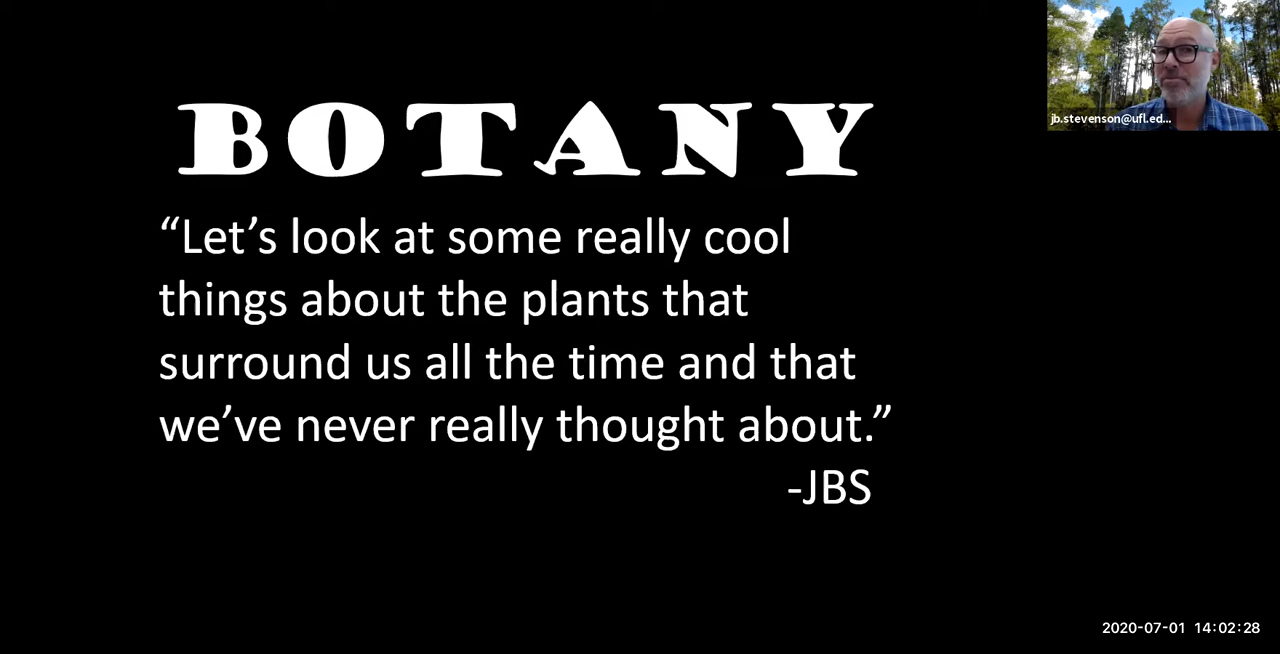 jb.stevenson@ufl.ed...
BOTANY
“Let’s look at some really cool
things about the plants that
surround us all the time and that
we’ve never really thought about.”
-JBS
2020-07-01 14:02:28